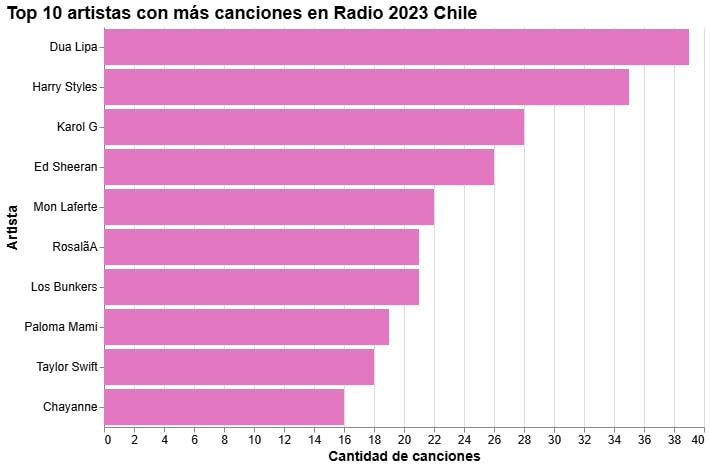 Top 10 artistas con más canciones en Radio 2023 Chile
Artista
Dua Lipa
Harry Styles
Karol G
Ed Sheeran
Mon Laferte
RosalãA
Los Bunkers
Paloma Mami
Taylor Swift
Chayanne
0 2 4 6 8 10 12 14 16 18 20 22 24 26 28 30 32 34 36 38 40
Cantidad de canciones